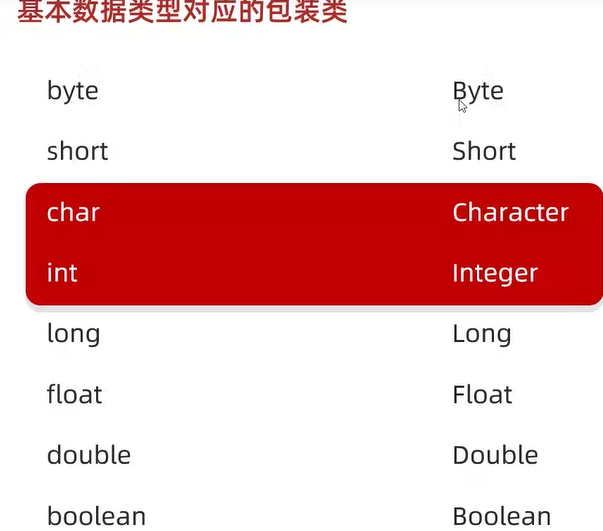 基本数据类型对应的包装类
byte Byte
short Short
char Character
int Integer
long Long
float Float
double Double
boolean Boolean